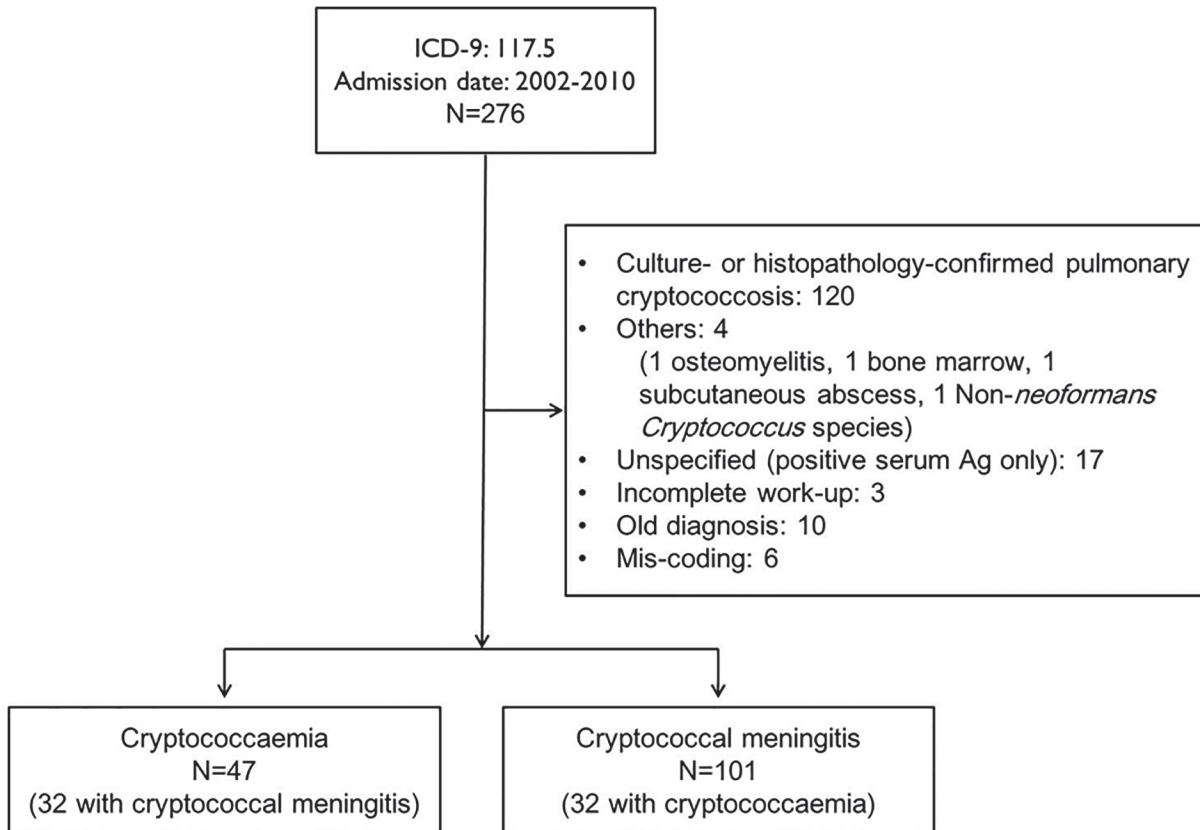 ICD-9: 117.5
Admission date: 2002-2010
N=276
• Culture- or histopathology-confirmed pulmonary
cryptococcosis: 120
• Others: 4
(1 osteomyelitis, 1 bone marrow, 1
subcutaneous abscess, 1 Non-neoformans
Cryptococcus species)
• Unspecified (positive serum Ag only): 17
• Incomplete work-up: 3
• Old diagnosis: 10
• Mis-coding: 6
Cryptococcaemia
N=47
(32 with cryptococcal meningitis)
Cryptococcal meningitis
N=101
(32 with cryptococcaemia)